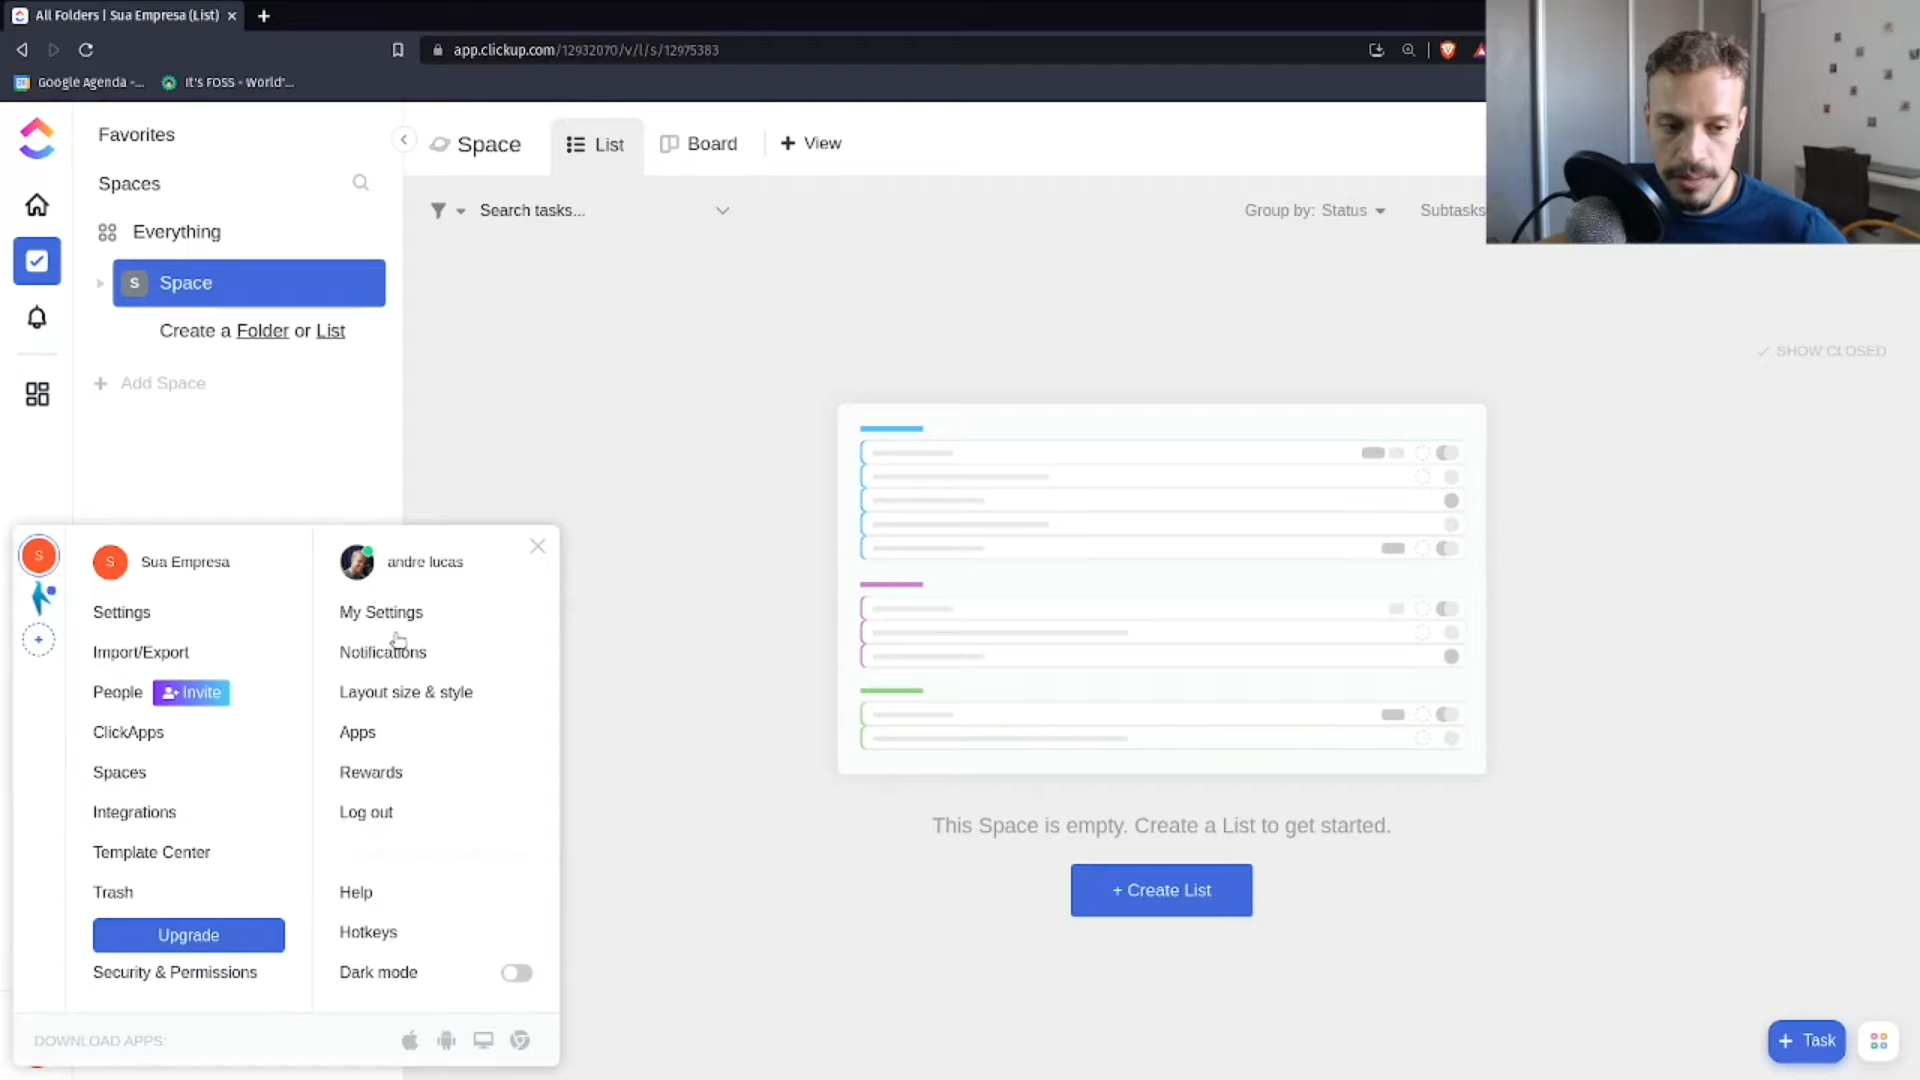 All Folders | Sua Empresa (List)
app.clickup.com/12932070/v/l/s/12975383
Google Agenda -...
It's FOSS - World'...
Favorites
Space
List
Board
+ View
Spaces
Search tasks...
Group by: Status
Subtasks
Everything
S
Space
Create a Folder or List
SHOW CLOSED
+ Add Space
S
S
Sua Empresa
andre lucas
Settings
My Settings
Import/Export
Notifications
People
Invite
Layout size & style
ClickApps
Apps
Spaces
Rewards
Integrations
Log out
Template Center
Trash
Help
Upgrade
Hotkeys
Security & Permissions
Dark mode
DOWNLOAD APPS:
This Space is empty. Create a List to get started.
+ Create List
+ Task